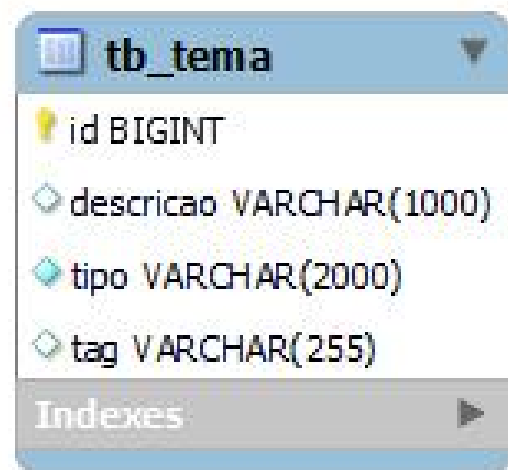 tb_tema
id BIGINT
descricao VARCHAR(1000)
tipo VARCHAR(2000)
tag VARCHAR(255)
Indexes